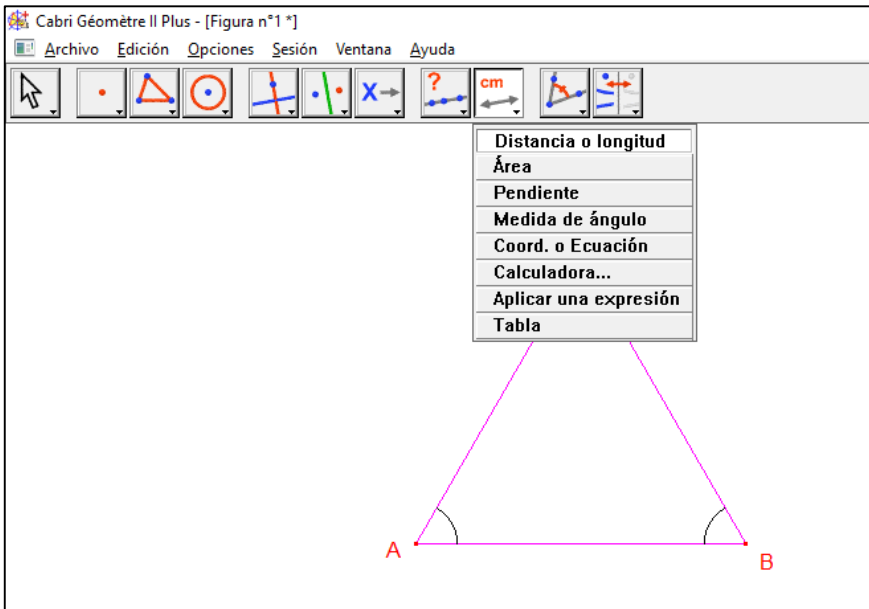 Cabri Géomètre II Plus - [Figura n°1 *]
Archivo Edición Opciones Sesión Ventana Ayuda
X ? cm
Distancia o longitud
Área
Pendiente
Medida de ángulo
Coord. o Ecuación
Calculadora...
Aplicar una expresión
Tabla
A
B